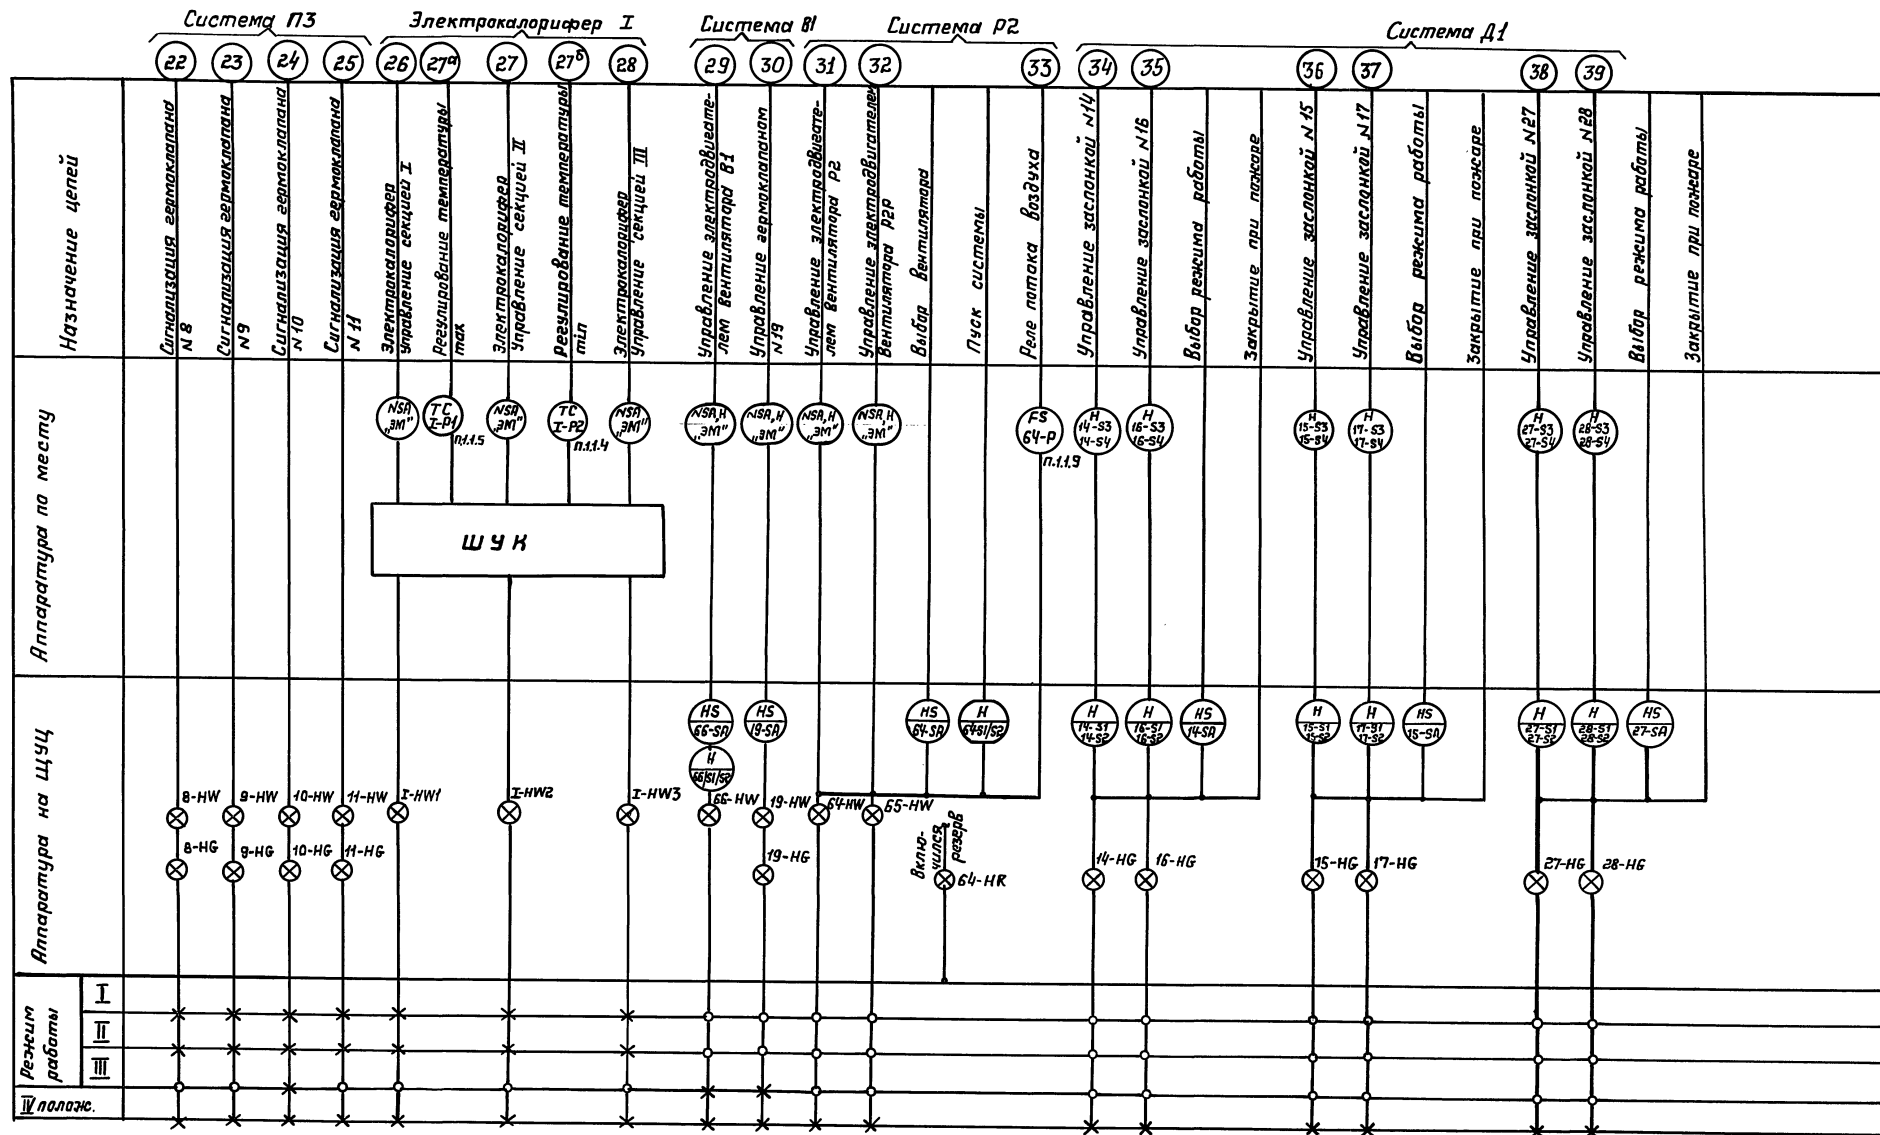 Система П3
Электрокалорифер I
Система В1
Система Р2
Система Д1
22
23
24
25
26
27а
27
27б
28
29
30
31
32
33
34
35
36
37
38
39
Назначение цепей
Сигнализация гермоклапана
N8
Сигнализация гермоклапана
N9
Сигнализация гермоклапана
N10
Сигнализация гермоклапана
N11
Электрокалорифер
Управление секцией I
Регулирование температуры
max
Электрокалорифер
Управление секцией II
Регулирование температуры
min
Электрокалорифер
Управление секцией III
Управление электродвигате-
лем вентилятора В1
Управление гермоклапаном
N19
Управление электродвигате-
лем вентилятора Р2
Управление электродвигателем
Вентилятора Р2р
Выбор вентилятора
Пуск системы
Реле потока воздуха
Управление заслонкой N14
Управление заслонкой N16
Выбор режима работы
Закрытие при пожаре
Управление заслонкой N15
Управление заслонкой N17
Выбор режима работы
Закрытие при пожаре
Управление заслонкой N27
Управление заслонкой N28
Выбор режима работы
Закрытие при пожаре
Аппаратура по месту
NSA
„ЭМ"
TC
I-P1
п.1.1.5
NSA
„ЭМ"
TC
I-P2
п.1.1.4
NSA
„ЭМ"
NSA,H
„ЭМ"
NSA,H
„ЭМ"
NSA,H
„ЭМ"
NSA,H
„ЭМ"
FS
64-P
п.1.1.9
H
14-S3
14-S4
H
16-S3
16-S4
H
15-S3
15-S4
H
17-S3
17-S4
H
27-S3
27-S4
H
28-S3
28-S4
ШУК
Аппаратура на ЩУЦ
HS
66-SA
H
66/S1/S2
HS
19-SA
HS
64-SA
H
64S1/S2
H
14-S1
14-S2
H
16-S1
16-S2
HS
14-SA
H
15-S1
15-S2
H
17-S1
17-S2
HS
15-SA
H
27-S1
27-S2
H
28-S1
28-S2
HS
27-SA
8-HW
9-HW
10-HW
11-HW
I-HW1
I-HW2
I-HW3
66-HW
19-HW
64-HW
65-HW
8-HG
9-HG
10-HG
11-HG
19-HG
Вклю-
чился
резерв
64-HR
14-HG
16-HG
15-HG
17-HG
27-HG
28-HG
Режим
работы
I
II
III
IV полож.